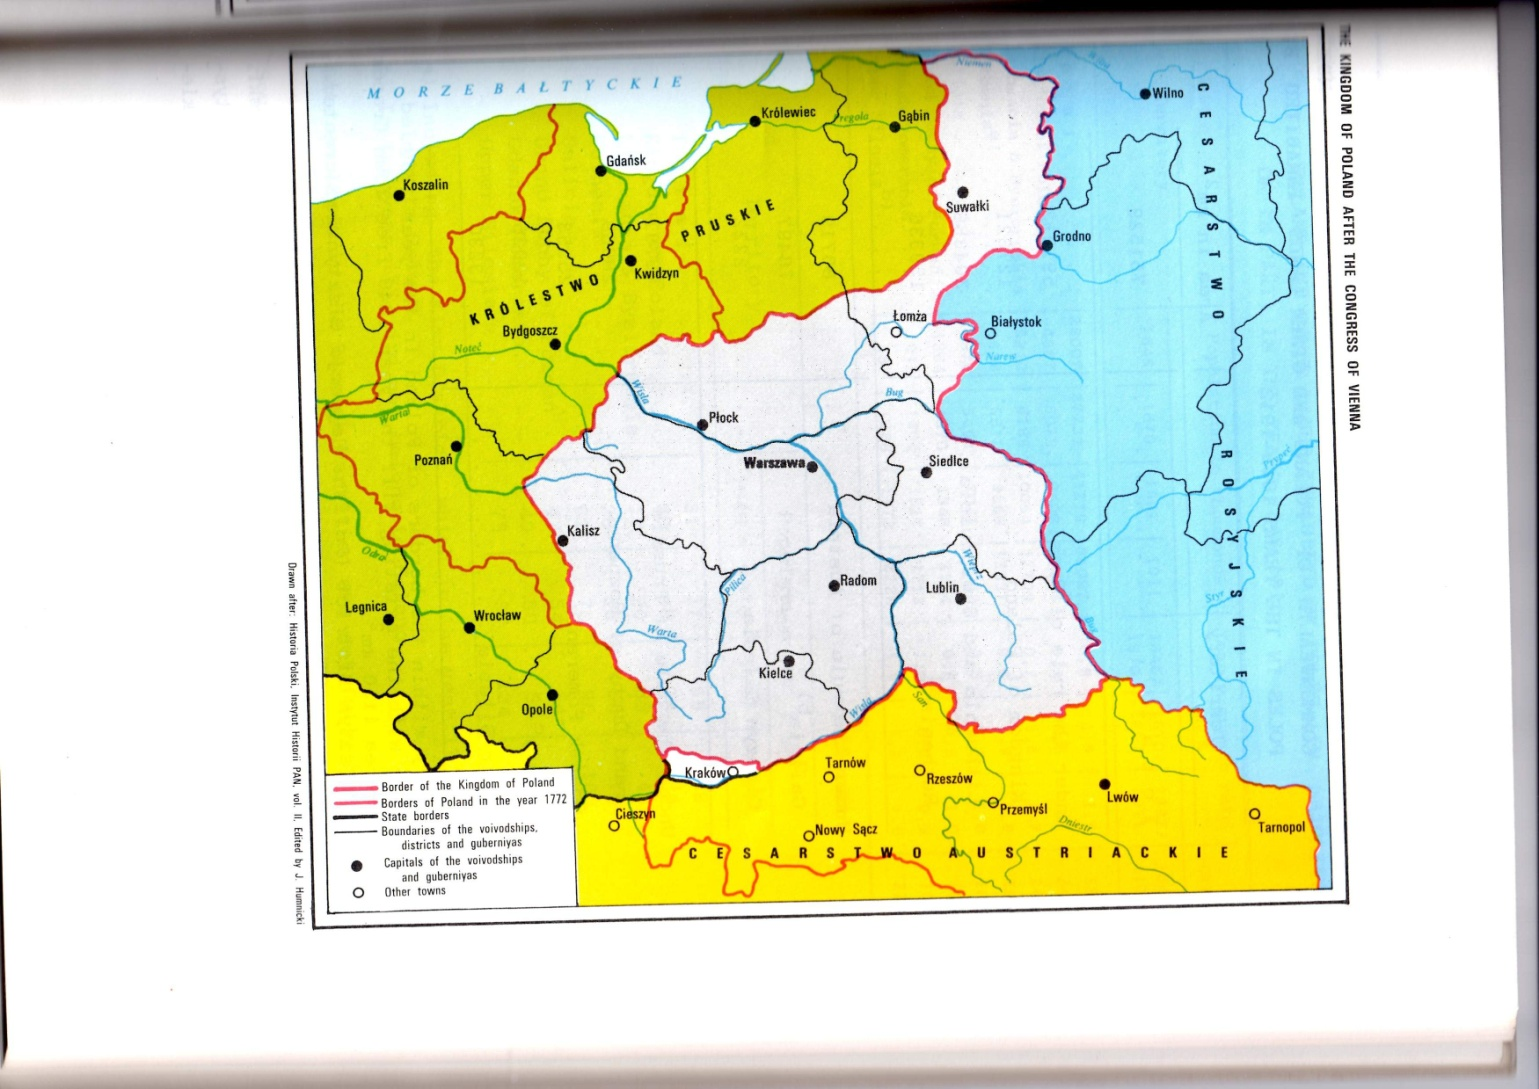 THE KINGDOM OF POLAND AFTER THE CONGRESS OF VIENNA
MORZE BAŁTYCKIE
Niemen
Wilno
CESARSTWO ROSYJSKIE
Królewiec
Pregoła
Gąbin
Gdańsk
Koszalin
Suwałki
KRÓLESTWO PRUSKIE
Grodno
Kwidzyn
Łomża
Białystok
Bydgoszcz
Noteć
Narew
Wisła
Bug
Warta
Płock
Poznań
Warszawa
Siedlce
Prypeć
Kalisz
Odra
Pilica
Radom
Wieprz
Lublin
Styr
Legnica
Wrocław
Warta
Bug
Kielce
Opole
Wisła
San
Kraków
Tarnów
Rzeszów
Lwów
Przemyśl
Cieszyn
Nowy Sącz
Dniestr
Tarnopol
CESARSTWO AUSTRIACKIE
Border of the Kingdom of Poland
Borders of Poland in the year 1772
State borders
Boundaries of the voivodships,
districts and guberniyas
Capitals of the voivodships
and guberniyas
Other towns
Drawn after: Historia Polski, Instytut Historii PAN, vol. II, Edited by J. Humnicki